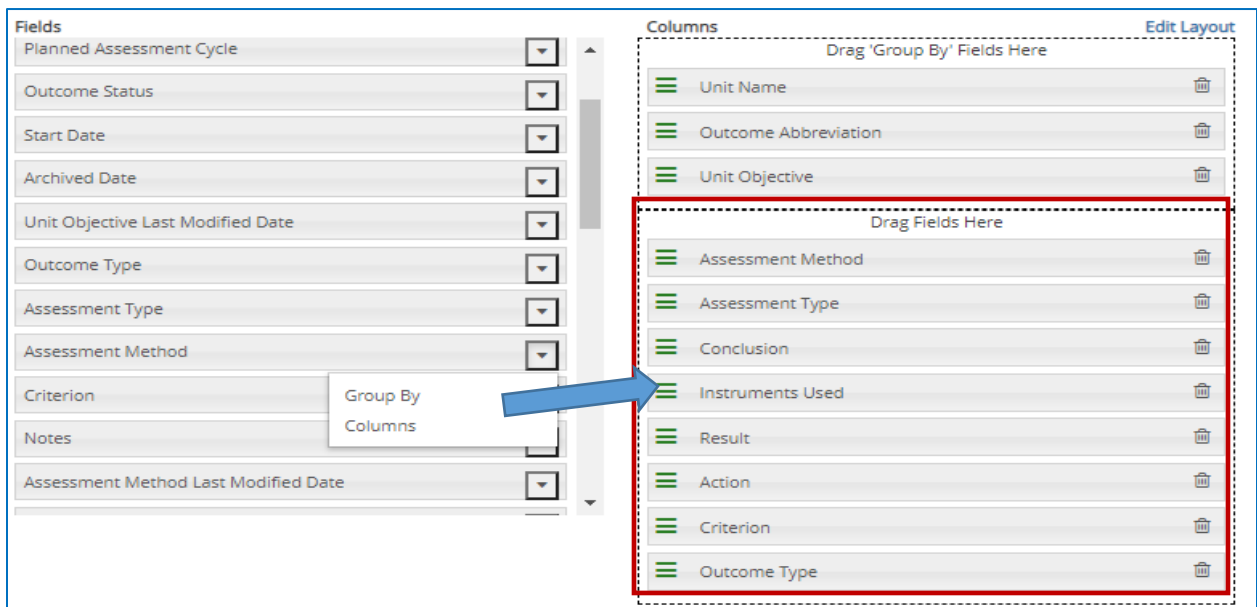 Fields
Planned Assessment Cycle
Outcome Status
Start Date
Archived Date
Unit Objective Last Modified Date
Outcome Type
Assessment Type
Assessment Method
Criterion
Group By
Columns
Notes
Assessment Method Last Modified Date
Columns
Edit Layout
Drag 'Group By' Fields Here
Unit Name
Outcome Abbreviation
Unit Objective
Drag Fields Here
Assessment Method
Assessment Type
Conclusion
Instruments Used
Result
Action
Criterion
Outcome Type